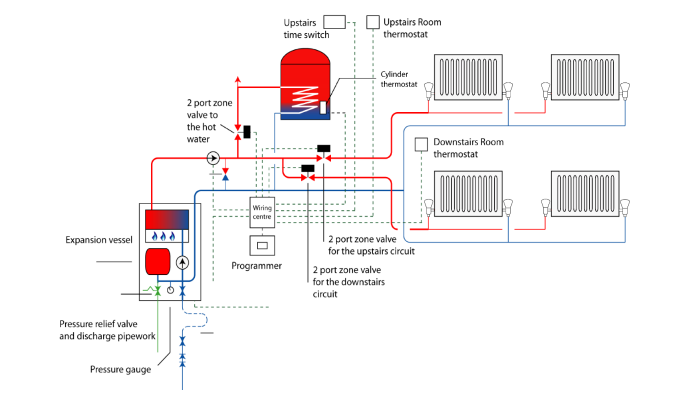 Upstairs
time switch
Upstairs Room
thermostat
Cylinder
thermostat
2 port zone
valve to
the hot
water
Downstairs Room
thermostat
Wiring
centre
Expansion vessel
Programmer
2 port zone valve
for the upstairs circuit
2 port zone valve
for the downstairs
circuit
Pressure relief valve
and discharge pipework
Pressure gauge